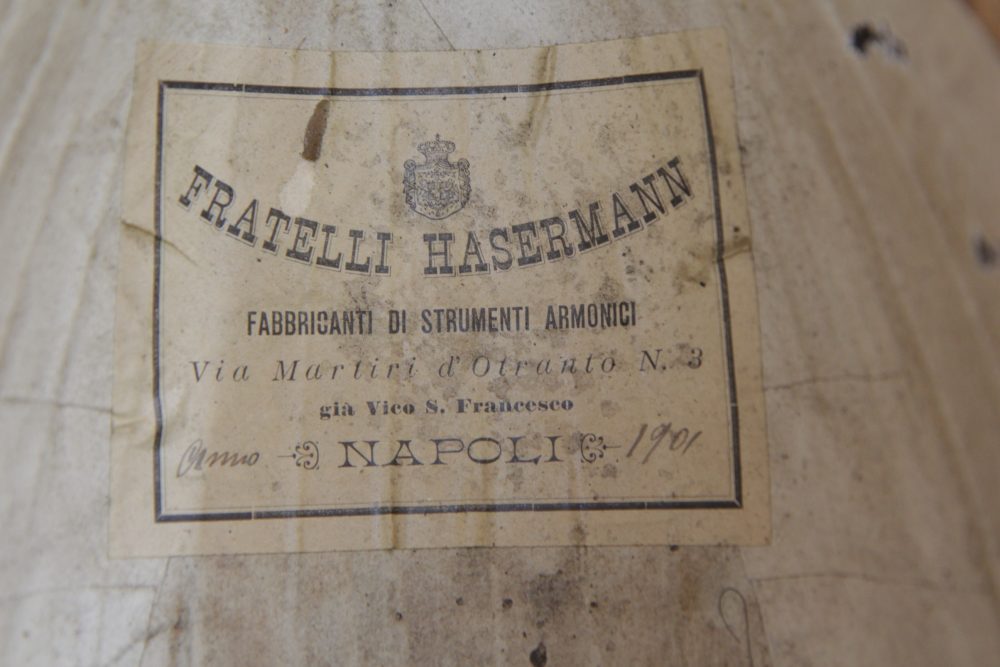 FRATELLI HASERMANN
FABBRICANTI DI STRUMENTI ARMONICI
Via Martiri d'Otranto N. 3
già Vico S. Francesco
Anno NAPOLI 1901